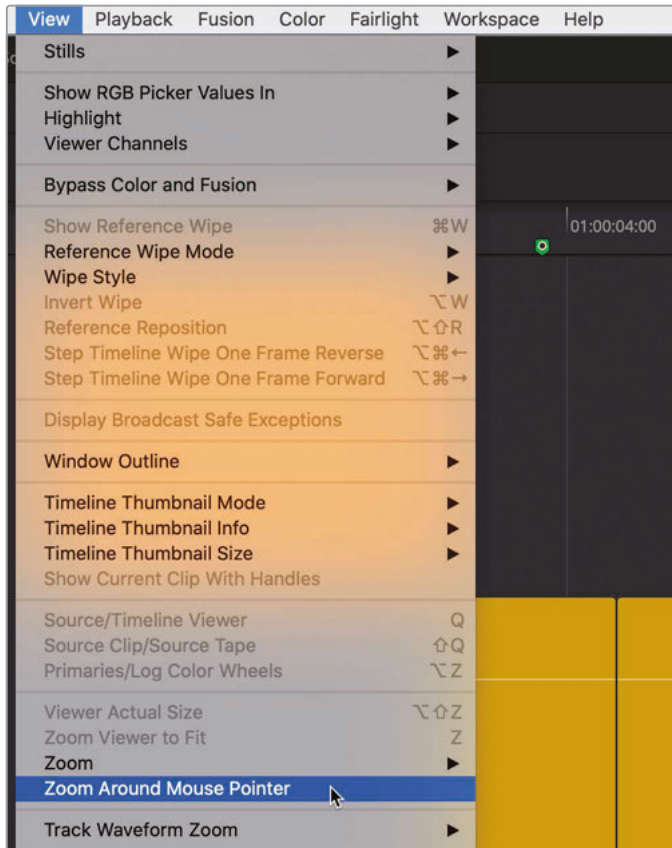 View Playback Fusion Color Fairlight Workspace Help
Stills ▶
Show RGB Picker Values In ▶
Highlight ▶
Viewer Channels ▶
Bypass Color and Fusion ▶
Show Reference Wipe ⌘W
Reference Wipe Mode ▶
Wipe Style ▶
Invert Wipe ⌥W
Reference Reposition ⌥⇧R
Step Timeline Wipe One Frame Reverse ⌥⌘←
Step Timeline Wipe One Frame Forward ⌥⌘→
Display Broadcast Safe Exceptions
Window Outline ▶
Timeline Thumbnail Mode ▶
Timeline Thumbnail Info ▶
Timeline Thumbnail Size ▶
Show Current Clip With Handles
Source/Timeline Viewer Q
Source Clip/Source Tape ⇧Q
Primaries/Log Color Wheels ⌥Z
Viewer Actual Size ⌥⇧Z
Zoom Viewer to Fit Z
Zoom ▶
Zoom Around Mouse Pointer
Track Waveform Zoom ▶
01:00:04:00